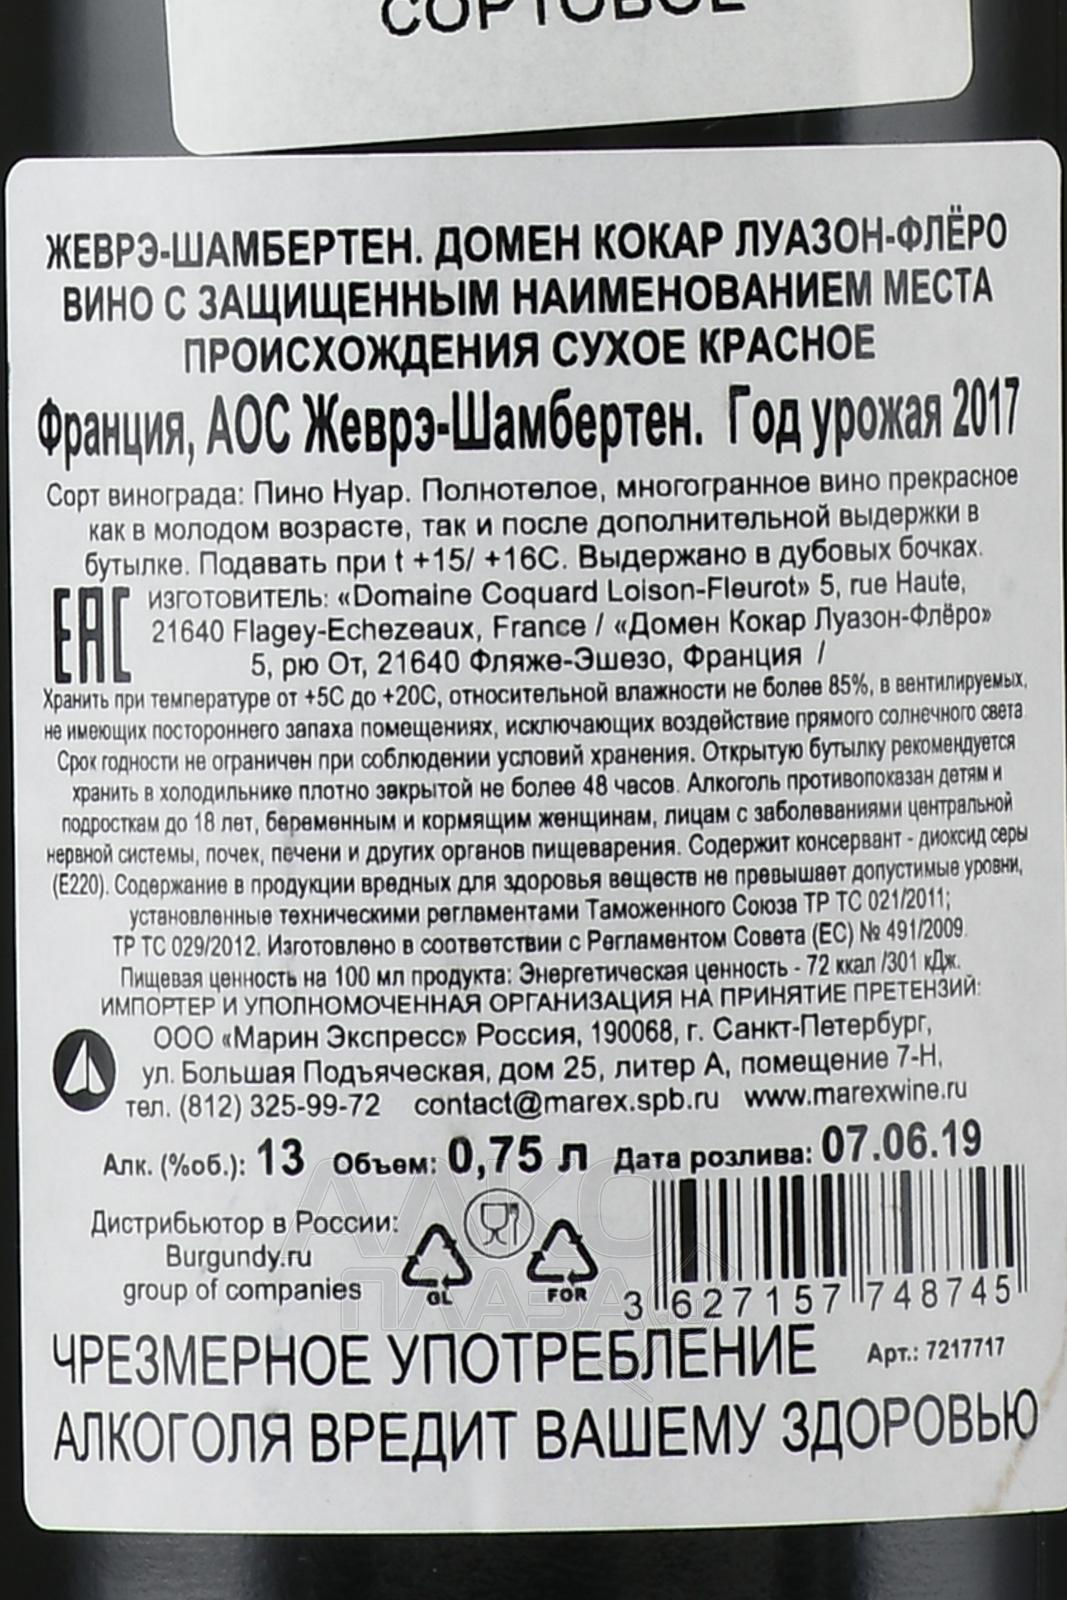 СОРТОВОЕ
ЖЕВРЭ-ШАМБЕРТЕН. ДОМЕН КОКАР ЛУАЗОН-ФЛЁРО
ВИНО С ЗАЩИЩЕННЫМ НАИМЕНОВАНИЕМ МЕСТА
ПРОИСХОЖДЕНИЯ СУХОЕ КРАСНОЕ
Франция, АОС Жеврэ-Шамбертен. Год урожая 2017
Сорт винограда: Пино Нуар. Полнотелое, многогранное вино прекрасное
как в молодом возрасте, так и после дополнительной выдержки в
бутылке. Подавать при t +15/ +16С. Выдержано в дубовых бочках.
EAC
ИЗГОТОВИТЕЛЬ: «Domaine Coquard Loison-Fleurot» 5, rue Haute,
21640 Flagey-Echezeaux, France / «Домен Кокар Луазон-Флёро»
5, рю От, 21640 Фляже-Эшезо, Франция /
Хранить при температуре от +5С до +20С, относительной влажности не более 85%, в вентилируемых,
не имеющих постороннего запаха помещениях, исключающих воздействие прямого солнечного света
Срок годности не ограничен при соблюдении условий хранения. Открытую бутылку рекомендуется
хранить в холодильнике плотно закрытой не более 48 часов. Алкоголь противопоказан детям и
подросткам до 18 лет, беременным и кормящим женщинам, лицам с заболеваниями центральной
нервной системы, почек, печени и других органов пищеварения. Содержит консервант - диоксид серы
(Е220). Содержание в продукции вредных для здоровья веществ не превышает допустимые уровни,
установленные техническими регламентами Таможенного Союза ТР ТС 021/2011;
ТР ТС 029/2012. Изготовлено в соответствии с Регламентом Совета (ЕС) № 491/2009.
Пищевая ценность на 100 мл продукта: Энергетическая ценность - 72 ккал /301 кДж.
ИМПОРТЕР И УПОЛНОМОЧЕННАЯ ОРГАНИЗАЦИЯ НА ПРИНЯТИЕ ПРЕТЕНЗИЙ:
ООО «Марин Экспресс» Россия, 190068, г. Санкт-Петербург,
ул. Большая Подъяческая, дом 25, литер А, помещение 7-Н,
тел. (812) 325-99-72 contact@marex.spb.ru www.marexwine.ru
Алк. (%об.): 13 Объем: 0,75 л Дата розлива: 07.06.19
Дистрибьютор в России:
Burgundy.ru
group of companies
GL
FOR
3 627157 748745
АЛКО
ПЛАЗА
Арт.: 7217717
ЧРЕЗМЕРНОЕ УПОТРЕБЛЕНИЕ
АЛКОГОЛЯ ВРЕДИТ ВАШЕМУ ЗДОРОВЬЮ